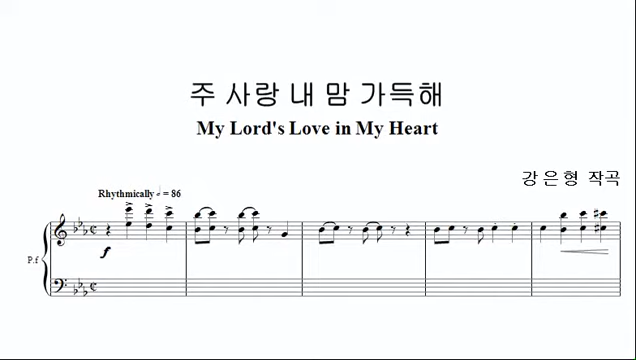 주 사랑 내 맘 가득해
My Lord's Love in My Heart
강은형 작곡
Rhythmically 𝅗𝅥 = 86
P.f
f